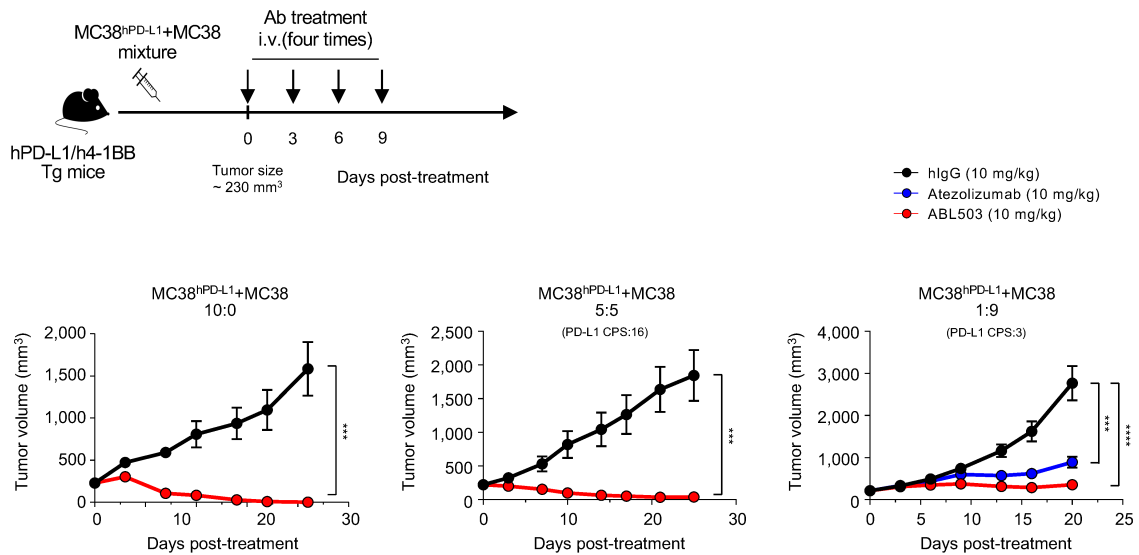 MC38hPD-L1+MC38
mixture
Ab treatment
i.v.(four times)
0 3 6 9
hPD-L1/h4-1BB
Tg mice
Tumor size
~ 230 mm3
Days post-treatment
hIgG (10 mg/kg)
Atezolizumab (10 mg/kg)
ABL503 (10 mg/kg)
MC38hPD-L1+MC38
10:0
Tumor volume (mm3)
2,000
1,500
1,000
500
0
0 10 20 30
Days post-treatment
***
MC38hPD-L1+MC38
5:5
(PD-L1 CPS:16)
Tumor volume (mm3)
2,500
2,000
1,500
1,000
500
0
0 10 20 30
Days post-treatment
***
MC38hPD-L1+MC38
1:9
(PD-L1 CPS:3)
Tumor volume (mm3)
4,000
3,000
2,000
1,000
0
0 5 10 15 20 25
Days post-treatment
***
****